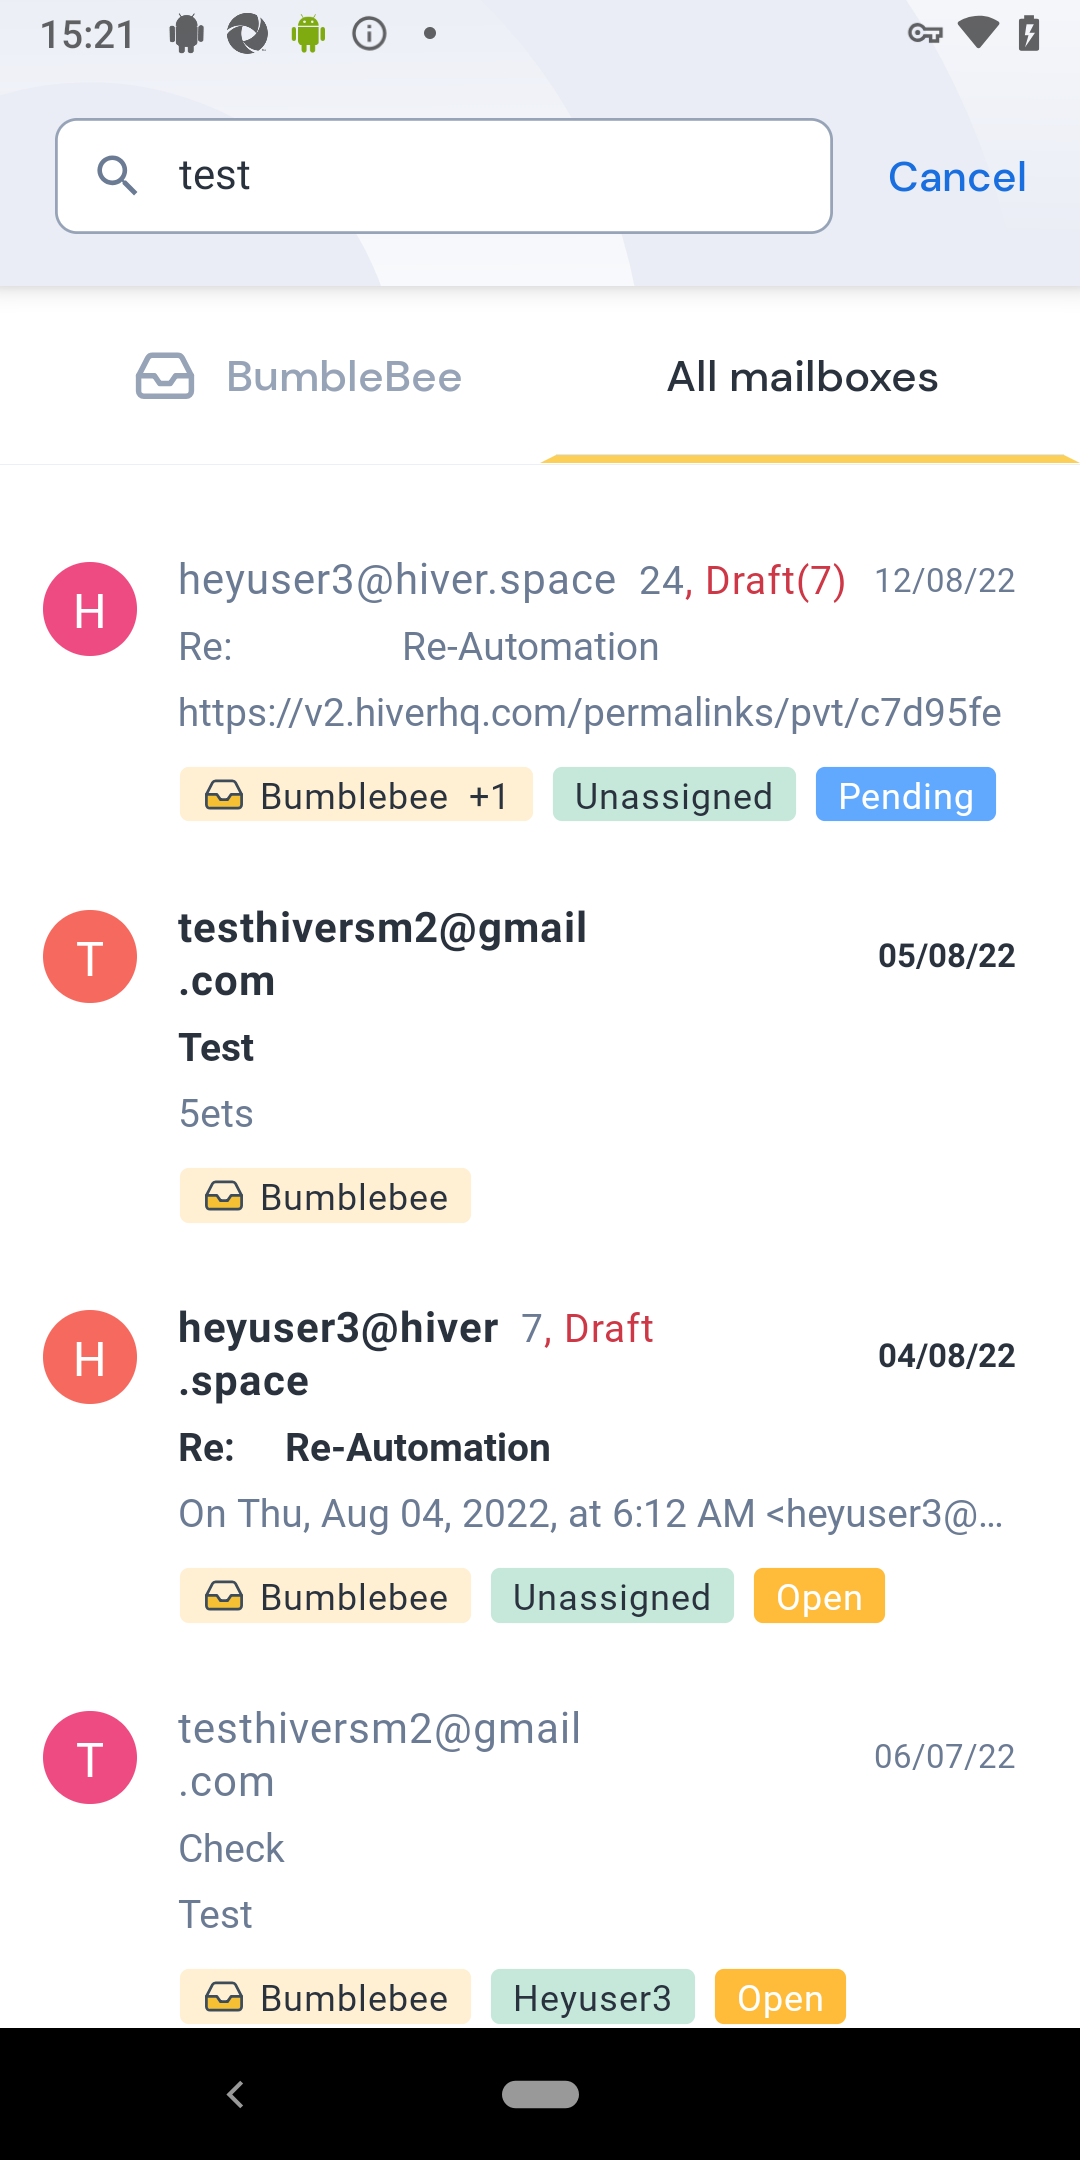 15:21
test
Cancel
BumbleBee
All mailboxes
H
heyuser3@hiver.space 24, Draft(7) 12/08/22
Re: Re-Automation
https://v2.hiverhq.com/permalinks/pvt/c7d95fe
Bumblebee +1 Unassigned Pending
T
testhiversm2@gmail
.com
05/08/22
Test
5ets
Bumblebee
H
heyuser3@hiver 7, Draft
.space
04/08/22
Re: Re-Automation
On Thu, Aug 04, 2022, at 6:12 AM <heyuser3@…
Bumblebee Unassigned Open
T
testhiversm2@gmail
.com
06/07/22
Check
Test
Bumblebee Heyuser3 Open